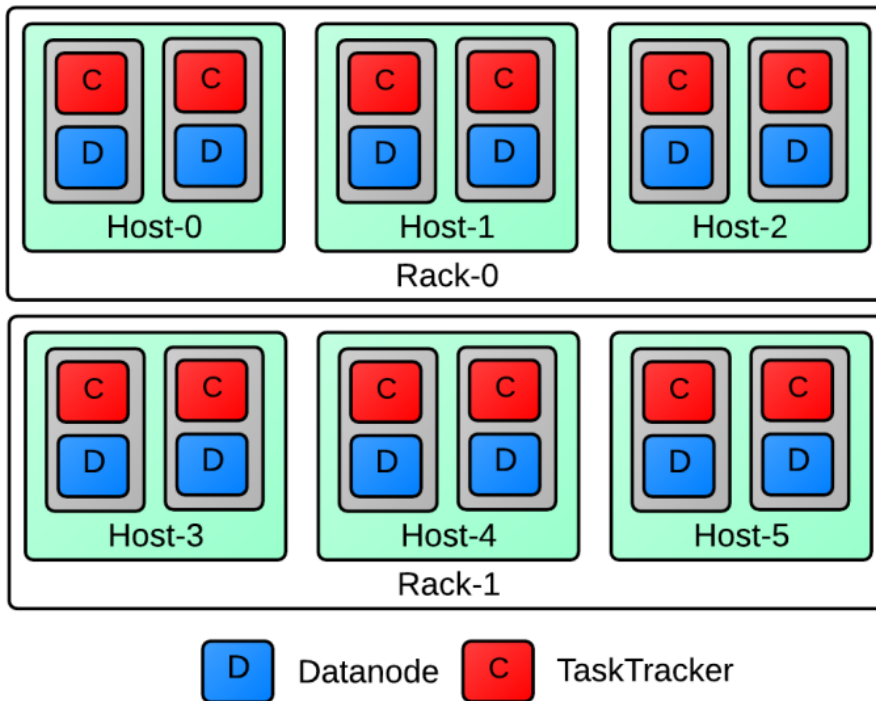 C C C C C C
D D D D D D
Host-0 Host-1 Host-2
Rack-0
C C C C C C
D D D D D D
Host-3 Host-4 Host-5
Rack-1
D Datanode C TaskTracker